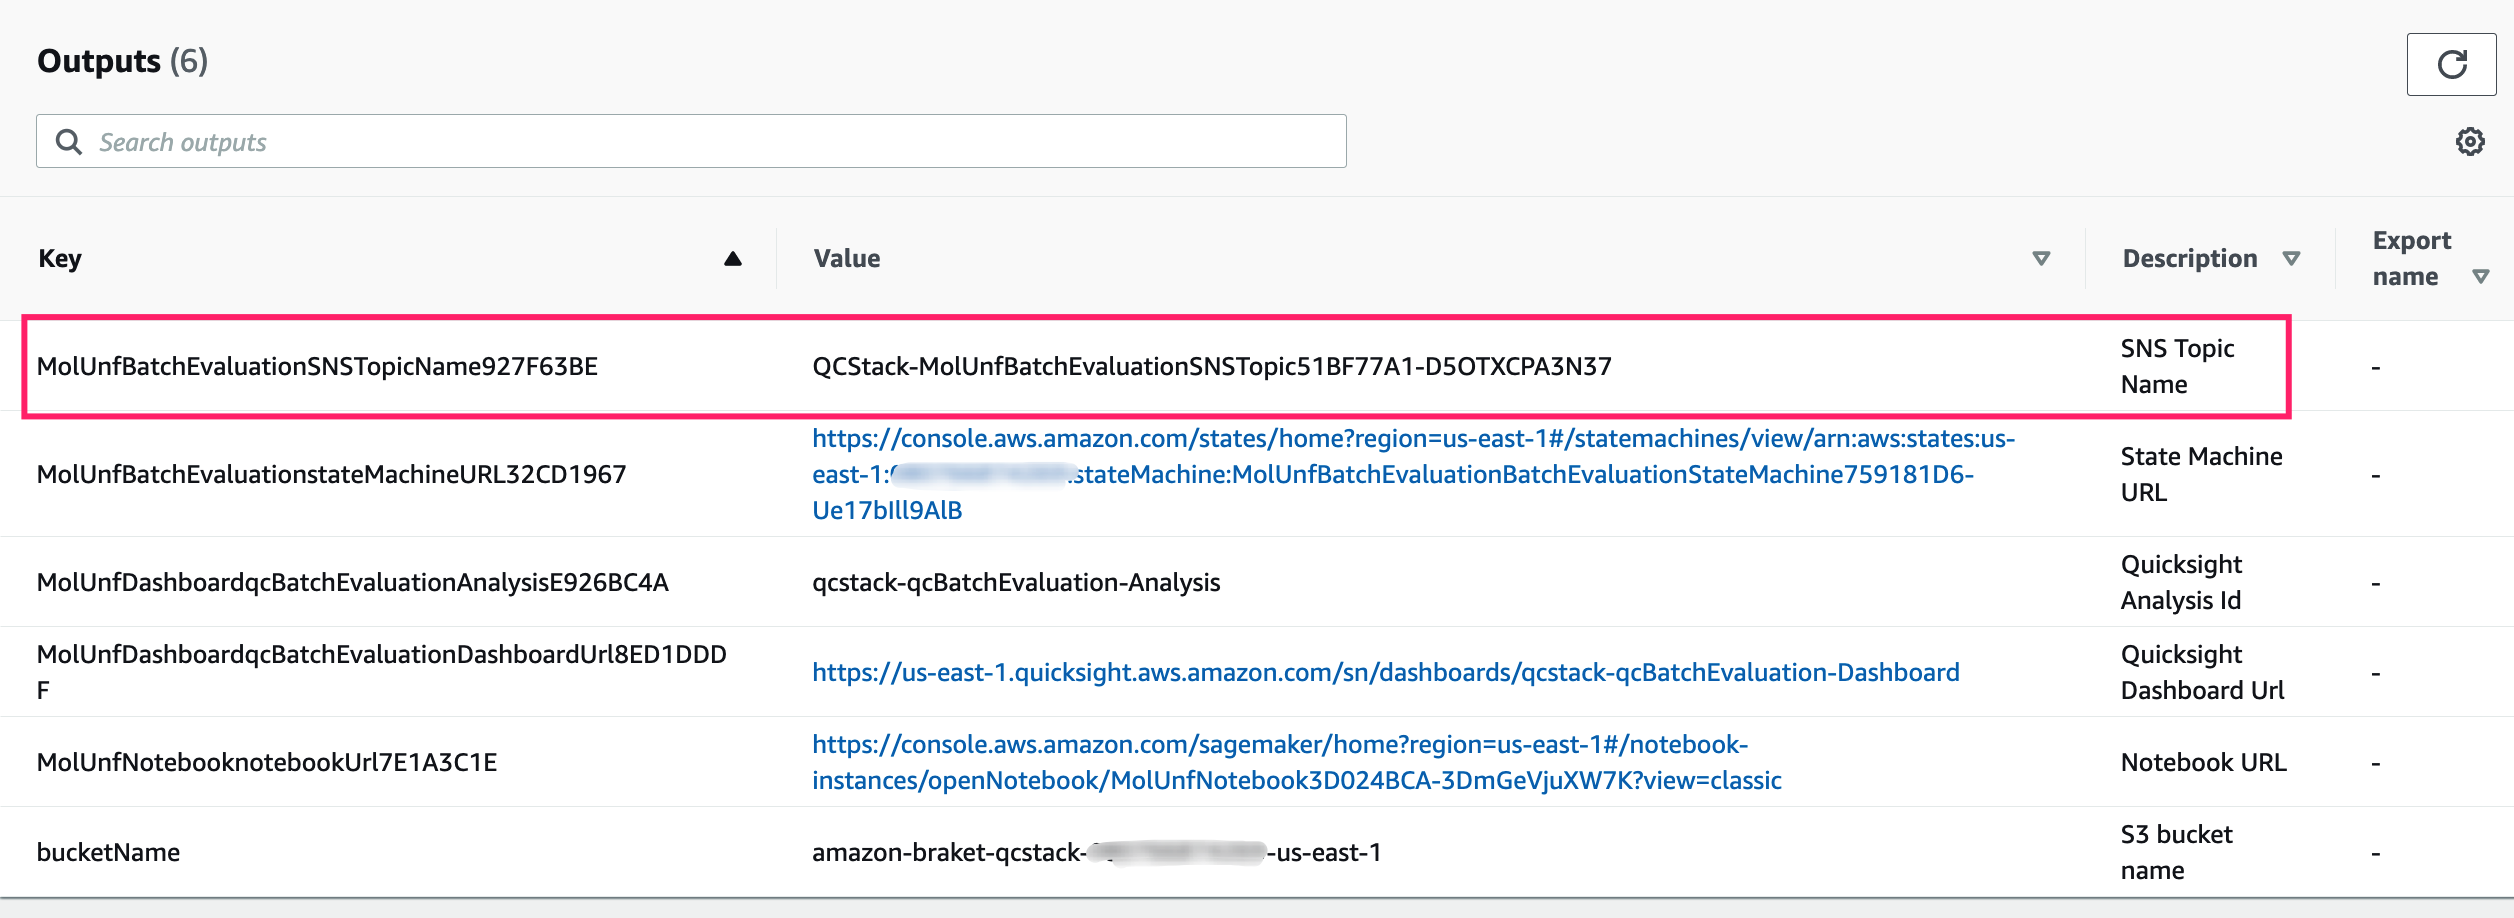 Outputs (6)
Search outputs
Key
Value
Description
Export
name
MolUnfBatchEvaluationSNSTopicName927F63BE
QCStack-MolUnfBatchEvaluationSNSTopic51BF77A1-D5OTXCPA3N37
SNS Topic
Name
-
MolUnfBatchEvaluationstateMachineURL32CD1967
https://console.aws.amazon.com/states/home?region=us-east-1#/statemachines/view/arn:aws:states:us-
east-1: stateMachine:MolUnfBatchEvaluationBatchEvaluationStateMachine759181D6-
Ue17bIll9AlB
State Machine
URL
-
MolUnfDashboardqcBatchEvaluationAnalysisE926BC4A
qcstack-qcBatchEvaluation-Analysis
Quicksight
Analysis Id
-
MolUnfDashboardqcBatchEvaluationDashboardUrl8ED1DDD
F
https://us-east-1.quicksight.aws.amazon.com/sn/dashboards/qcstack-qcBatchEvaluation-Dashboard
Quicksight
Dashboard Url
-
MolUnfNotebooknotebookUrl7E1A3C1E
https://console.aws.amazon.com/sagemaker/home?region=us-east-1#/notebook-
instances/openNotebook/MolUnfNotebook3D024BCA-3DmGeVjuXW7K?view=classic
Notebook URL
-
bucketName
amazon-braket-qcstack- -us-east-1
S3 bucket
name
-